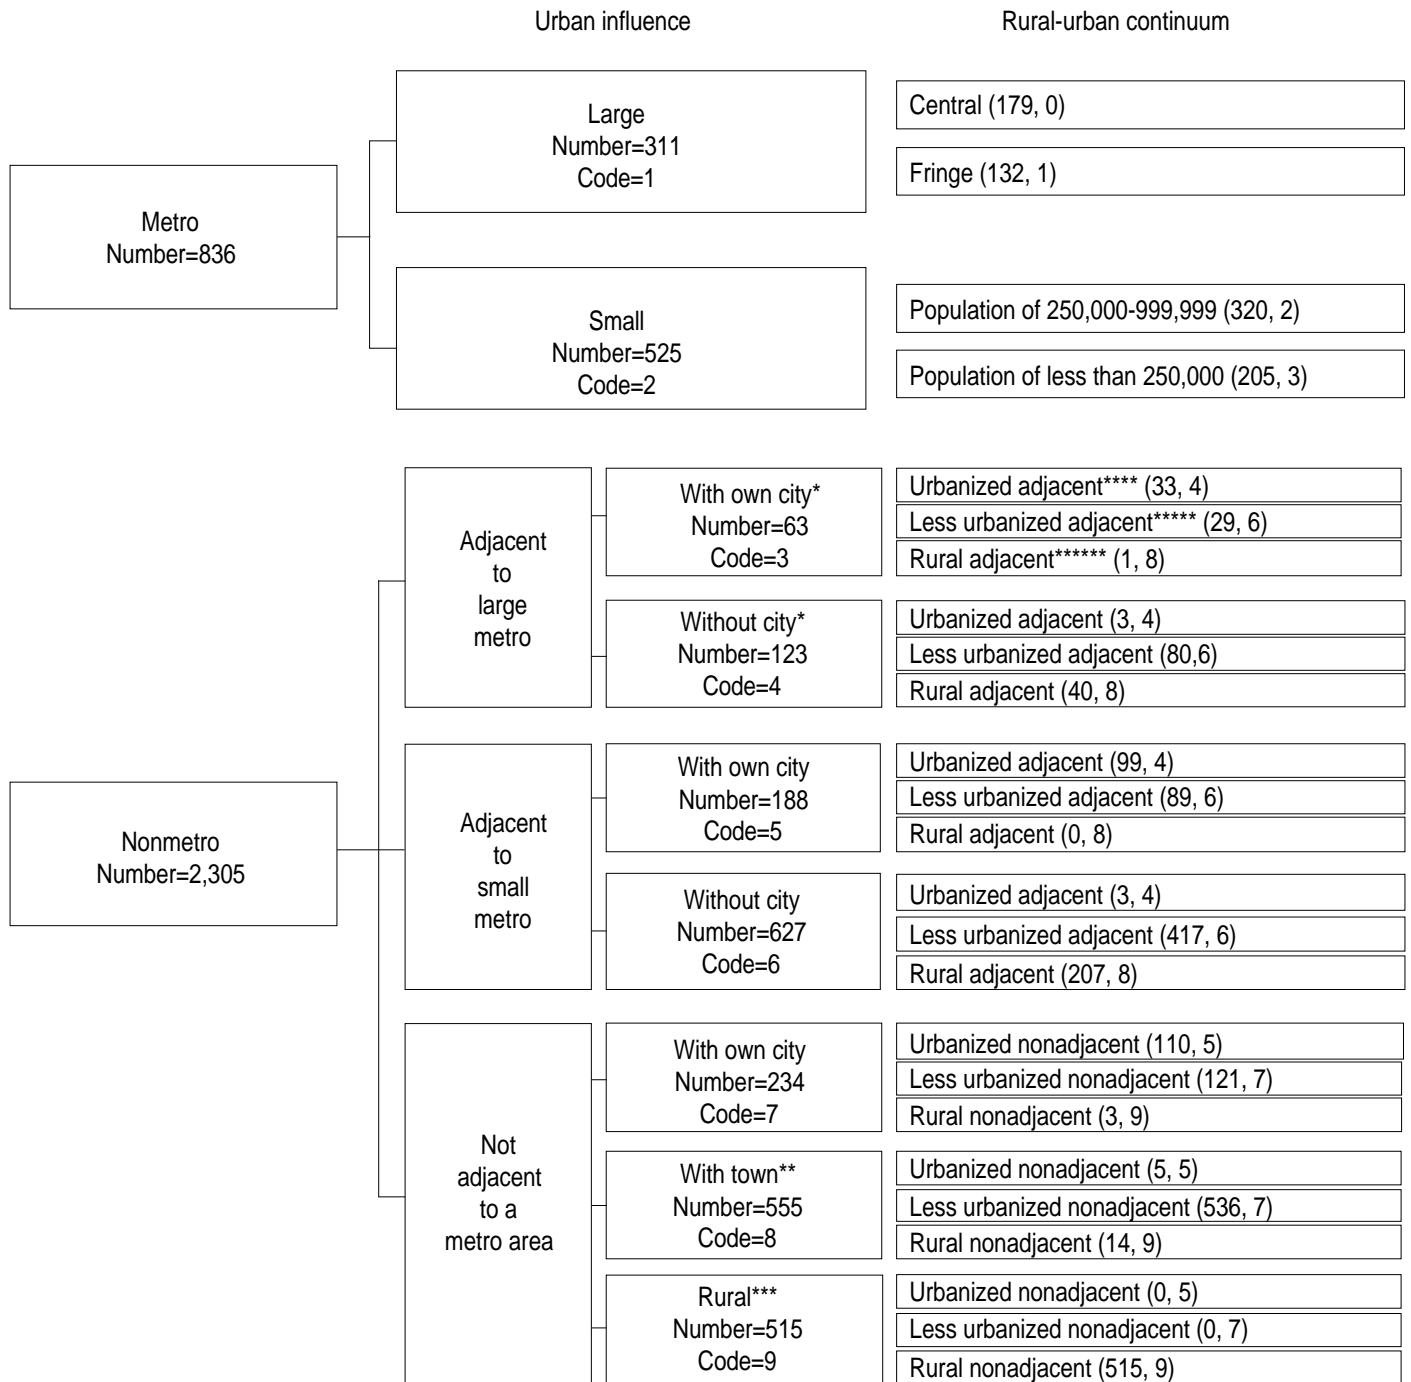 Urban influence
Rural-urban continuum
Metro
Number=836
Large
Number=311
Code=1
Central (179, 0)
Fringe (132, 1)
Small
Number=525
Code=2
Population of 250,000-999,999 (320, 2)
Population of less than 250,000 (205, 3)
Nonmetro
Number=2,305
Adjacent
to
large
metro
With own city*
Number=63
Code=3
Urbanized adjacent**** (33, 4)
Less urbanized adjacent***** (29, 6)
Rural adjacent****** (1, 8)
Without city*
Number=123
Code=4
Urbanized adjacent (3, 4)
Less urbanized adjacent (80,6)
Rural adjacent (40, 8)
Adjacent
to
small
metro
With own city
Number=188
Code=5
Urbanized adjacent (99, 4)
Less urbanized adjacent (89, 6)
Rural adjacent (0, 8)
Without city
Number=627
Code=6
Urbanized adjacent (3, 4)
Less urbanized adjacent (417, 6)
Rural adjacent (207, 8)
Not
adjacent
to a
metro area
With own city
Number=234
Code=7
Urbanized nonadjacent (110, 5)
Less urbanized nonadjacent (121, 7)
Rural nonadjacent (3, 9)
With town**
Number=555
Code=8
Urbanized nonadjacent (5, 5)
Less urbanized nonadjacent (536, 7)
Rural nonadjacent (14, 9)
Rural***
Number=515
Code=9
Urbanized nonadjacent (0, 5)
Less urbanized nonadjacent (0, 7)
Rural nonadjacent (515, 9)